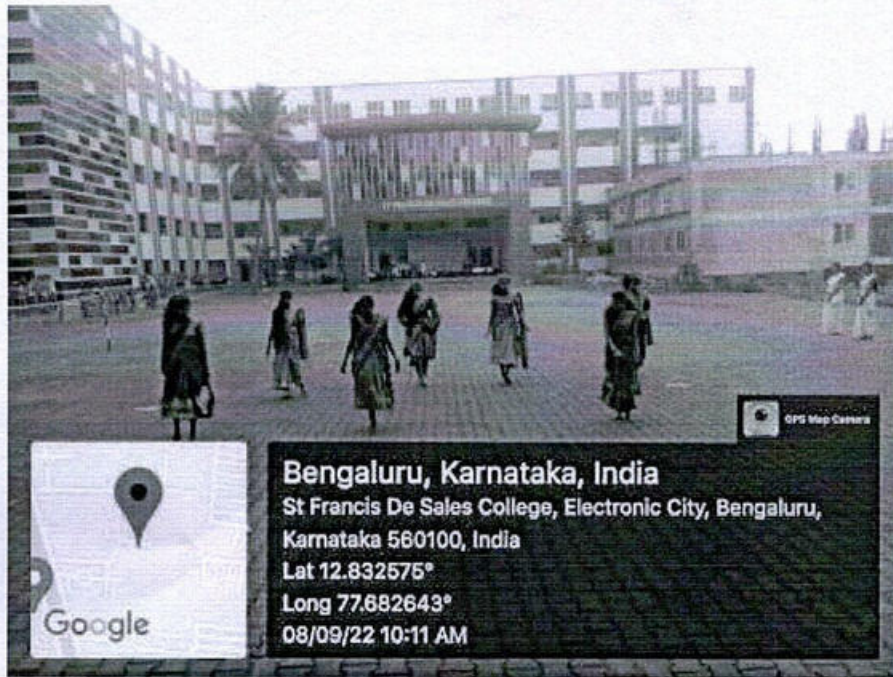 GPS Map Camera
Bengaluru, Karnataka, India
St Francis De Sales College, Electronic City, Bengaluru,
Karnataka 560100, India
Lat 12.832575°
Long 77.682643°
08/09/22 10:11 AM
Google